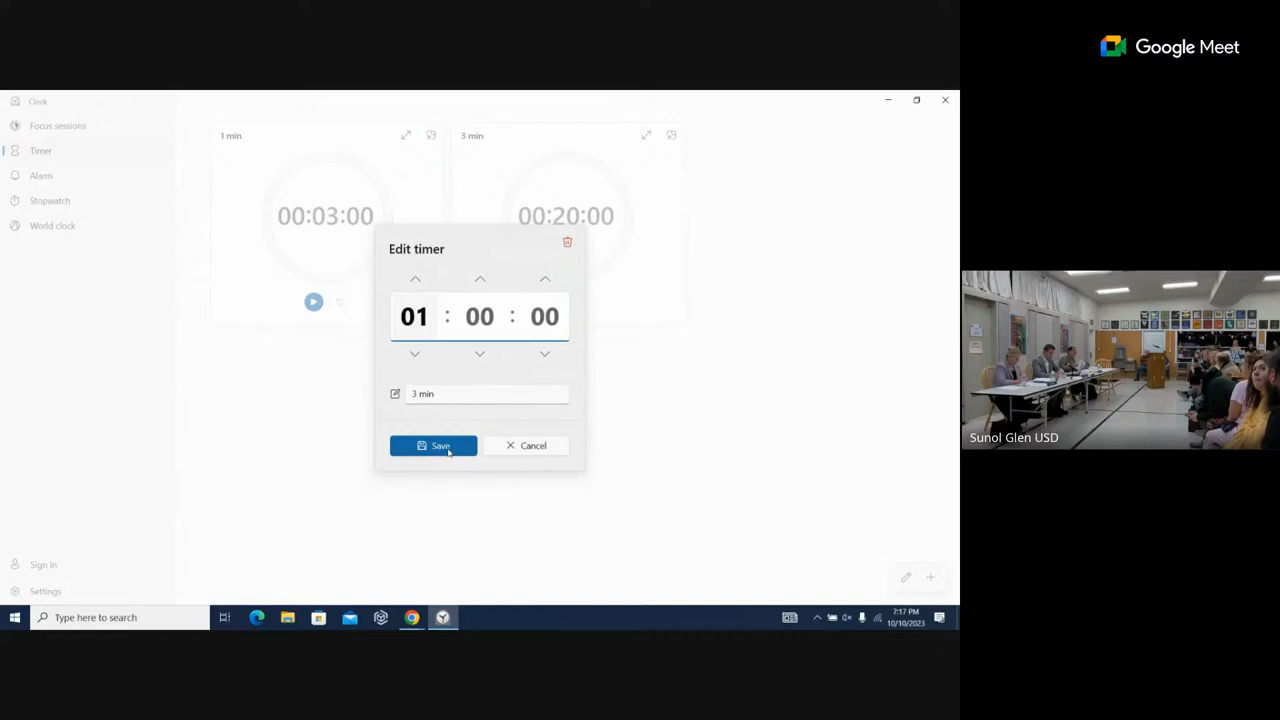 Google Meet
Clock
Focus sessions
Timer
Alarm
Stopwatch
World clock
1 min
00:03:00
3 min
00:20:00
Edit timer
01 : 00 : 00
3 min
Save
Cancel
Sunol Glen USD
Sign in
Settings
Type here to search
7:17 PM
10/10/2023